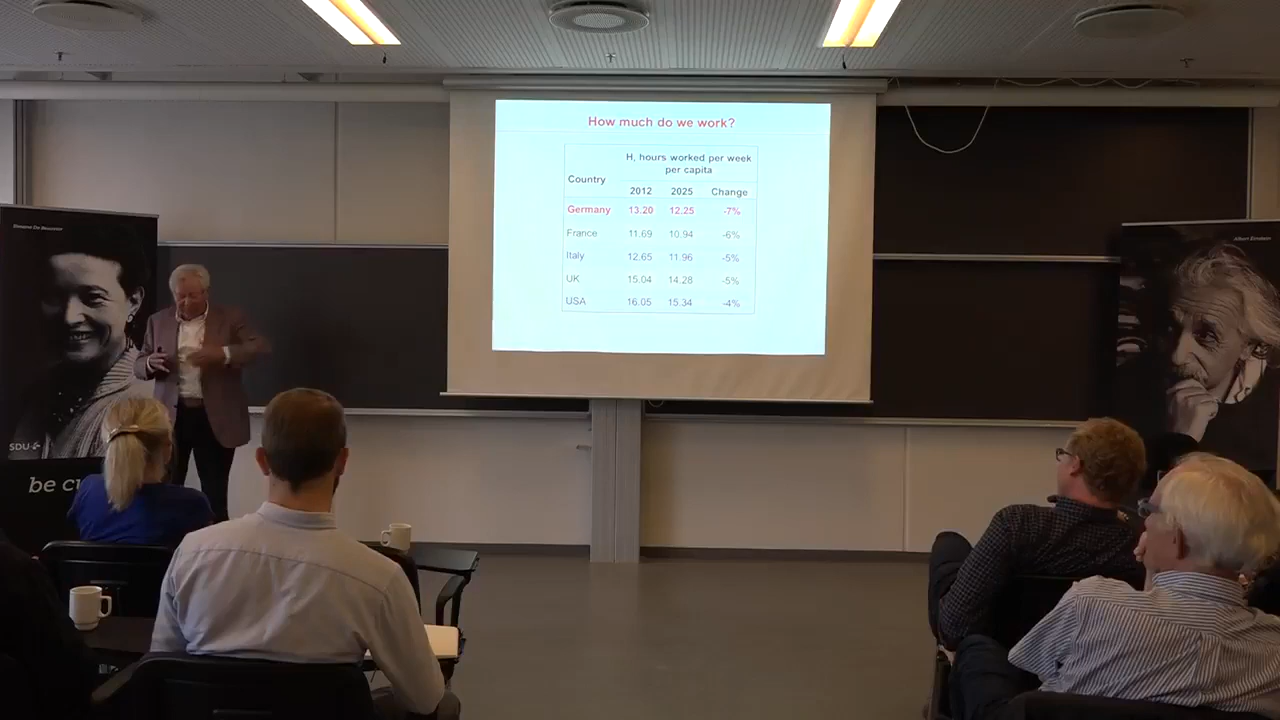 How much do we work?
Country
H, hours worked per week
per capita
2012 2025 Change
Germany 13.20 12.25 -7%
France 11.69 10.94 -6%
Italy 12.65 11.96 -5%
UK 15.04 14.28 -5%
USA 16.05 15.34 -4%
Albert Einstein
SDU
be